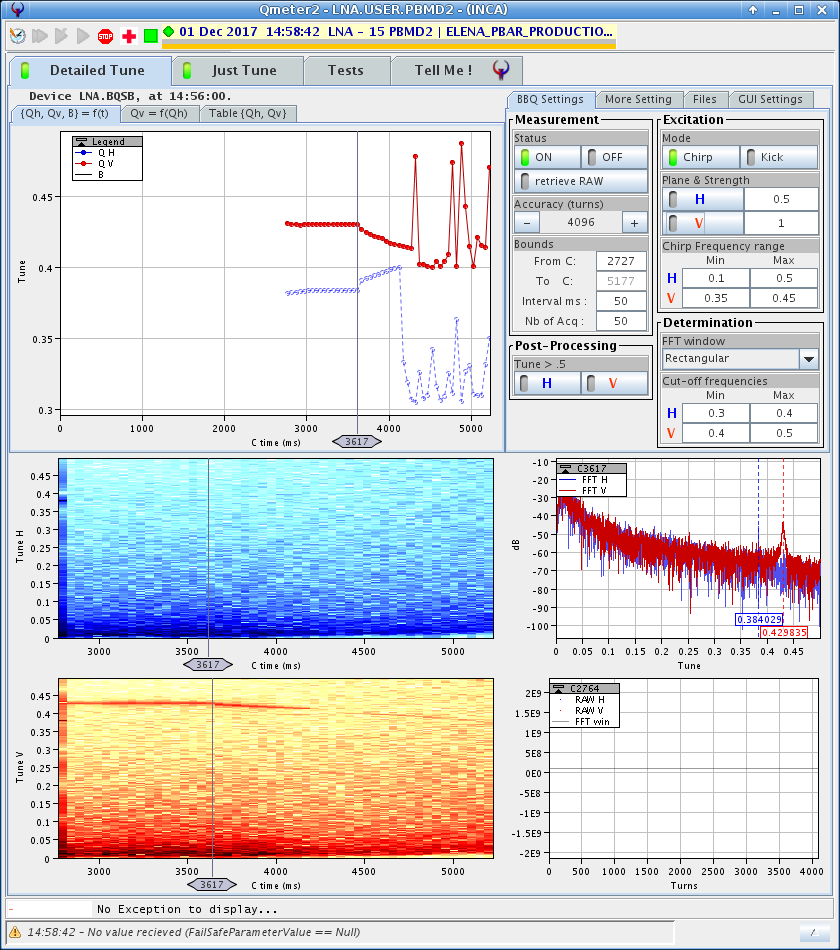 Qmeter2 - LNA.USER.PBMD2 - (INCA)
STOP
01 Dec 2017 14:58:42 LNA - 15 PBMD2 | ELENA_PBAR_PRODUCTIO...
Detailed Tune
Just Tune
Tests
Tell Me !
Device LNA.BQSB, at 14:56:00.
{Qh, Qv, B} = f(t)
Qv = f(Qh)
Table {Qh, Qv}
Legend
Q H
Q V
B
Tune
0.45
0.4
0.35
0.3
0 1000 2000 3000 4000 5000
C time (ms)
3617
BBQ Settings
More Setting
Files
GUI Settings
Measurement
Status
ON
OFF
retrieve RAW
Accuracy (turns)
− 4096 +
Bounds
From C: 2727
To C: 5177
Interval ms : 50
Nb of Acq : 50
Post-Processing
Tune > .5
H
V
Excitation
Mode
Chirp
Kick
Plane & Strength
H 0.5
V 1
Chirp Frequency range
Min Max
H 0.1 0.5
V 0.35 0.45
Determination
FFT window
Rectangular
Cut-off frequencies
Min Max
H 0.3 0.4
V 0.4 0.5
Tune H
0.45
0.4
0.35
0.3
0.25
0.2
0.15
0.1
0.05
0
3000 3500 4000 4500 5000
3617
C time (ms)
C3617
FFT H
FFT V
dB
-10
-20
-30
-40
-50
-60
-70
-80
-90
-100
0.384029
0.429835
0 0.05 0.1 0.15 0.2 0.25 0.3 0.35 0.4 0.45
Tune
Tune V
0.45
0.4
0.35
0.3
0.25
0.2
0.15
0.1
0.05
0
3000 3500 4000 4500 5000
3617
C time (ms)
C2764
RAW H
RAW V
FFT win
2E9
1.5E9
1E9
5E8
0E0
-5E8
-1E9
-1.5E9
-2E9
0 500 1000 1500 2000 2500 3000 3500 4000
Turns
- No Exception to display...
14:58:42 - No value recieved (FailSafeParameterValue == Null)